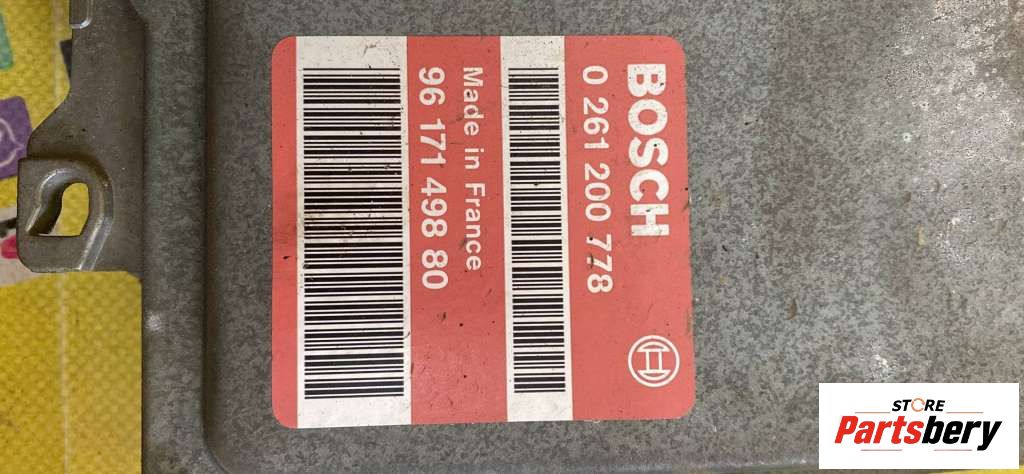 BOSCH
0 261 200 778
Made in France
96 171 498 80
STORE
Partsbery